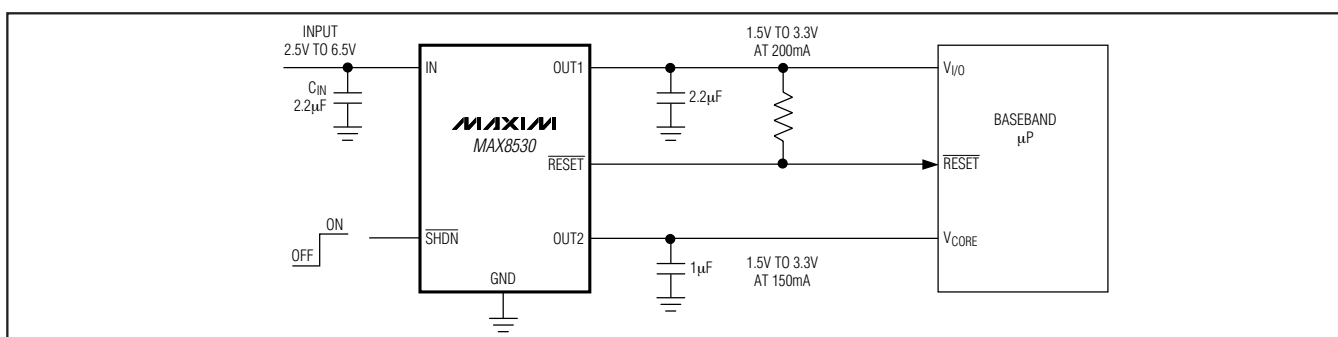 INPUT
2.5V TO 6.5V
C_IN
2.2μF
IN
OUT1
MAXIM
MAX8530
RESET
SHDN
OUT2
GND
ON
OFF
2.2μF
1.5V TO 3.3V
AT 200mA
1μF
1.5V TO 3.3V
AT 150mA
V_I/O
BASEBAND
μP
RESET
V_CORE